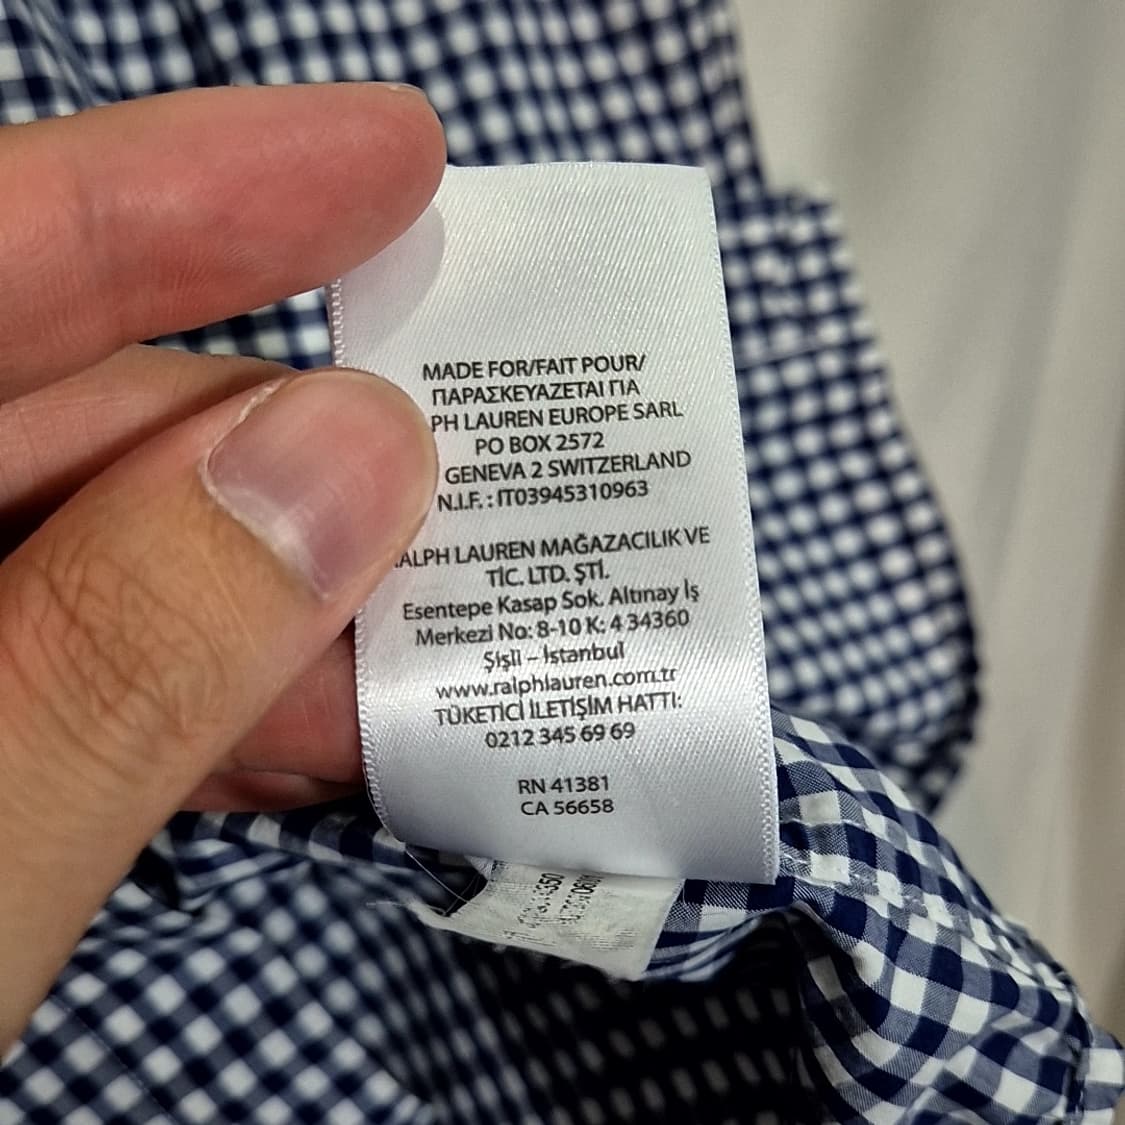 MADE FOR/FAIT POUR/
ΠΑΡΑΣΚΕΥΑΖΕΤΑΙ ΓΙΑ
PH LAUREN EUROPE SARL
PO BOX 2572
GENEVA 2 SWITZERLAND
N.I.F. : IT03945310963
ALPH LAUREN MAĞAZACILIK VE
TİC. LTD. ŞTİ.
Esentepe Kasap Sok. Altınay İş
Merkezi No: 8-10 K: 4 34360
Şişli – İstanbul
www.ralphlauren.com.tr
TÜKETİCİ İLETİŞİM HATTI:
0212 345 69 69
RN 41381
CA 56658